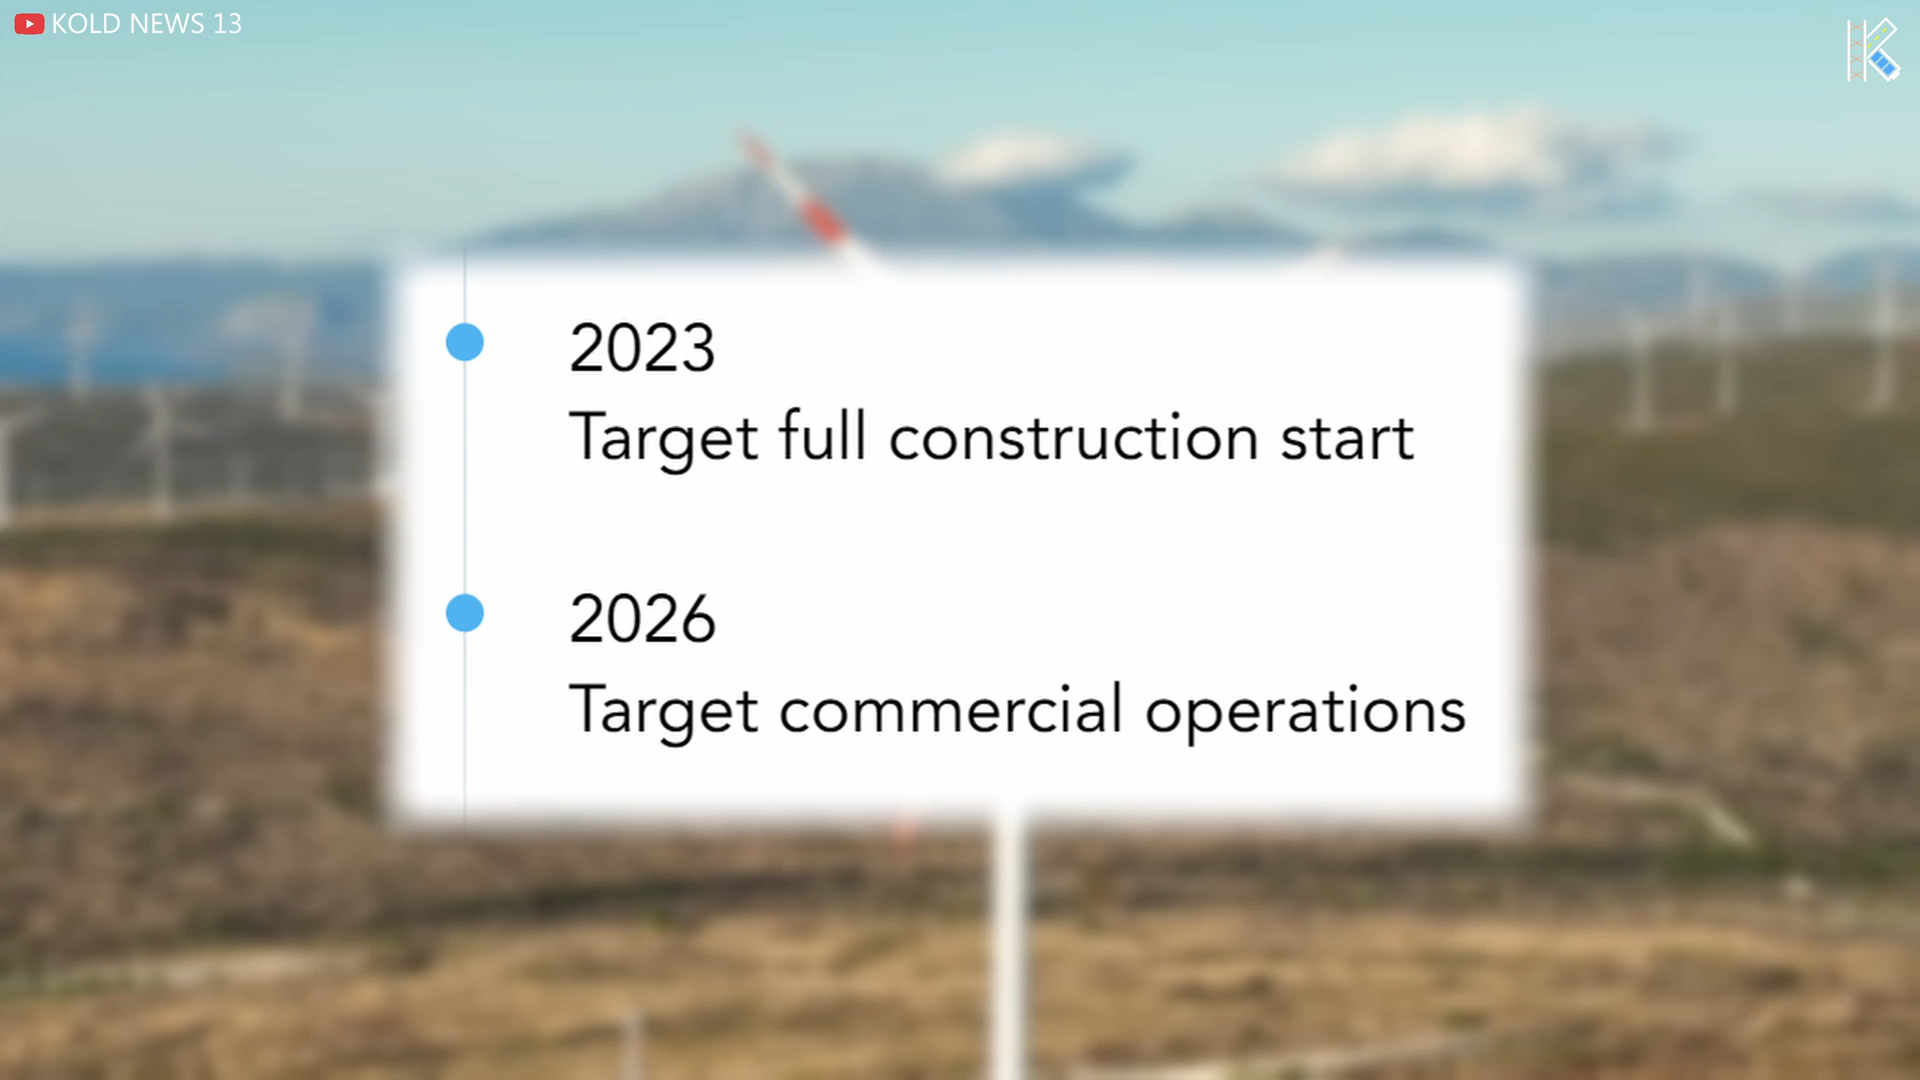 KOLD NEWS 13
2023
Target full construction start
2026
Target commercial operations